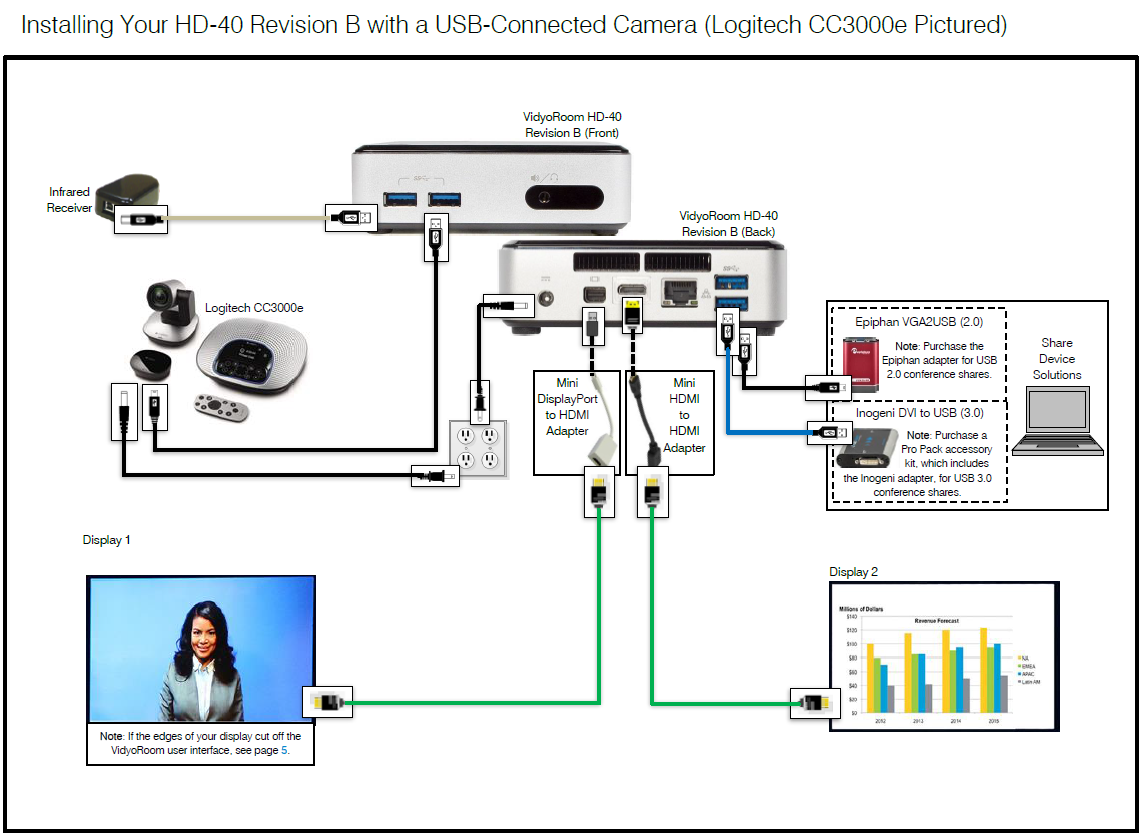 Installing Your HD-40 Revision B with a USB-Connected Camera (Logitech CC3000e Pictured)
VidyoRoom HD-40
Revision B (Front)
Infrared
Receiver
VidyoRoom HD-40
Revision B (Back)
Logitech CC3000e
Epiphan VGA2USB (2.0)
Note: Purchase the
Epiphan adapter for USB
2.0 conference shares.
Share
Device
Solutions
Inogeni DVI to USB (3.0)
Note: Purchase a
Pro Pack accessory
kit, which includes
the Inogeni adapter, for USB 3.0
conference shares.
Mini
DisplayPort
to HDMI
Adapter
Mini
HDMI
to
HDMI
Adapter
Display 1
Note: If the edges of your display cut off the
VidyoRoom user interface, see page 5.
Display 2
Millions of Dollars
Revenue Forecast
$140
$120
$100
$80
$60
$40
$20
$0
2012
2013
2014
2015
NA
EMEA
APAC
Latin AM